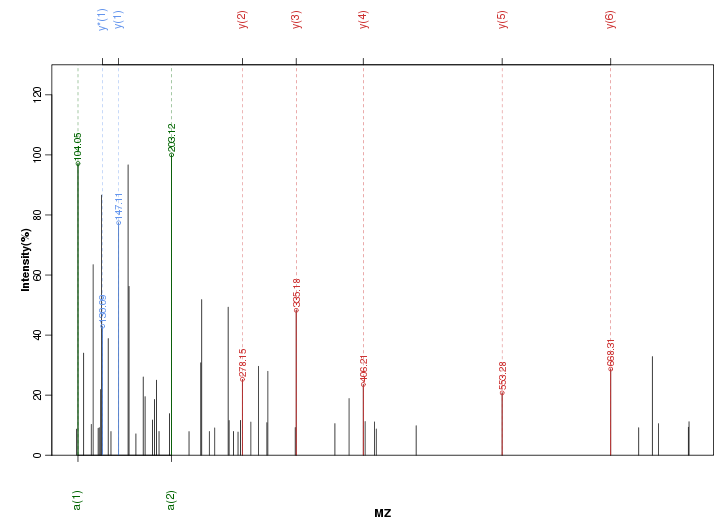 y*(1) y(1) y(2) y(3) y(4) y(5) y(6)
104.05
203.12
147.11
130.09
278.15
335.18
406.21
553.28
668.31
Intensity(%)
0 20 40 60 80 100 120
a(1) a(2)
MZ